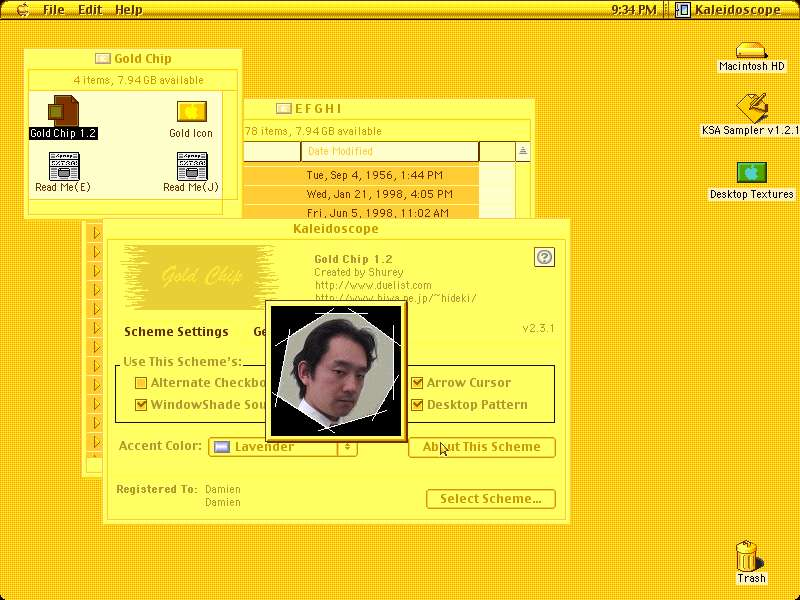 File Edit Help
9:34 PM Kaleidoscope
Gold Chip
4 items, 7.94 GB available
Gold Chip 1.2
Gold Icon
Read Me(E)
Read Me(J)
E F G H I
78 items, 7.94 GB available
Date Modified
Tue, Sep 4, 1956, 1:44 PM
Wed, Jan 21, 1998, 4:05 PM
Fri, Jun 5, 1998, 11:02 AM
Macintosh HD
KSA Sampler v1.2.1
Desktop Textures
Kaleidoscope
Gold Chip
Gold Chip 1.2
Created by Shurey
http://www.duelist.com
http://www.biwa.ne.jp/~hideki/
v2.3.1
Scheme Settings
Use This Scheme's:
Alternate Checkbo
Arrow Cursor
WindowShade Sou
Desktop Pattern
Accent Color:
Lavender
About This Scheme
Registered To: Damien
Damien
Select Scheme...
Trash